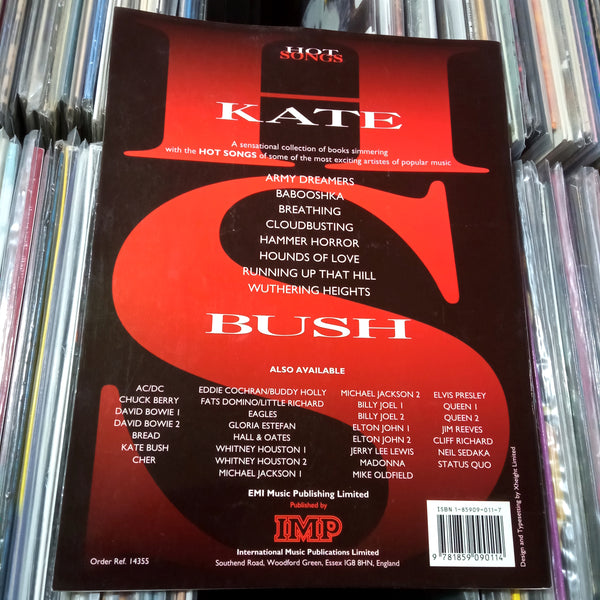 HOT
SONGS
KATE
A sensational collection of books simmering
with the HOT SONGS of some of the most exciting artistes of popular music
ARMY DREAMERS
BABOOSHKA
BREATHING
CLOUDBUSTING
HAMMER HORROR
HOUNDS OF LOVE
RUNNING UP THAT HILL
WUTHERING HEIGHTS
BUSH
ALSO AVAILABLE
AC/DC
CHUCK BERRY
DAVID BOWIE 1
DAVID BOWIE 2
BREAD
KATE BUSH
CHER
EDDIE COCHRAN/BUDDY HOLLY
FATS DOMINO/LITTLE RICHARD
EAGLES
GLORIA ESTEFAN
HALL & OATES
WHITNEY HOUSTON 1
WHITNEY HOUSTON 2
MICHAEL JACKSON 1
MICHAEL JACKSON 2
BILLY JOEL 1
BILLY JOEL 2
ELTON JOHN 1
ELTON JOHN 2
JERRY LEE LEWIS
MADONNA
MIKE OLDFIELD
ELVIS PRESLEY
QUEEN 1
QUEEN 2
JIM REEVES
CLIFF RICHARD
NEIL SEDAKA
STATUS QUO
EMI Music Publishing Limited
Published by
IMP
International Music Publications Limited
Southend Road, Woodford Green, Essex IG8 8HN, England
Order Ref. 14355
ISBN 1-85909-011-7
9 781859 090114
Design and Typesetting by Xheight Limited
H
S